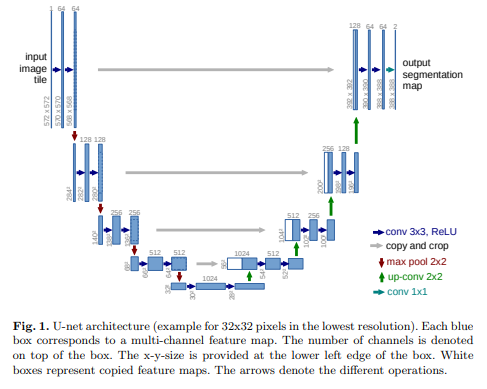 1 64 64
128 64 64 2
input
image
tile
output
segmentation
map
572 x 572
570 x 570
568 x 568
392 x 392
390 x 390
388 x 388
388 x 388
128 128
256 128
284²
282²
280²
200²
198²
196²
256 256
512 256
140²
138²
136²
104²
102²
100²
512 512
1024 512
68²
66²
64²
56²
54²
52²
1024
32²
30²
28²
conv 3x3, ReLU
copy and crop
max pool 2x2
up-conv 2x2
conv 1x1
Fig. 1. U-net architecture (example for 32x32 pixels in the lowest resolution). Each blue
box corresponds to a multi-channel feature map. The number of channels is denoted
on top of the box. The x-y-size is provided at the lower left edge of the box. White
boxes represent copied feature maps. The arrows denote the different operations.